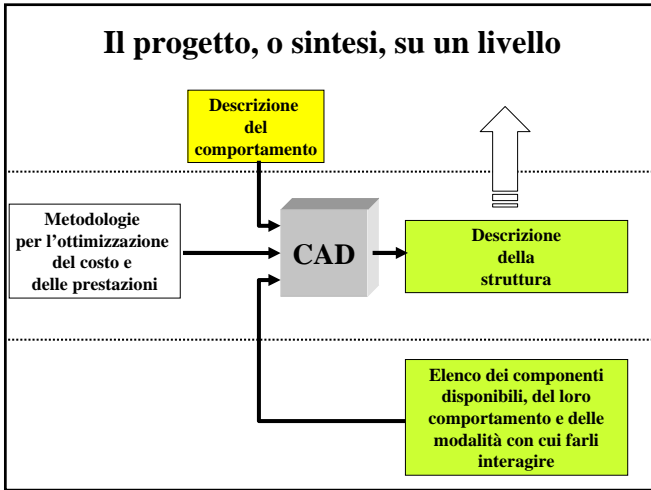 Il progetto, o sintesi, su un livello
Descrizione
del
comportamento
Metodologie
per l'ottimizzazione
del costo e
delle prestazioni
CAD
Descrizione
della
struttura
Elenco dei componenti
disponibili, del loro
comportamento e delle
modalità con cui farli
interagire